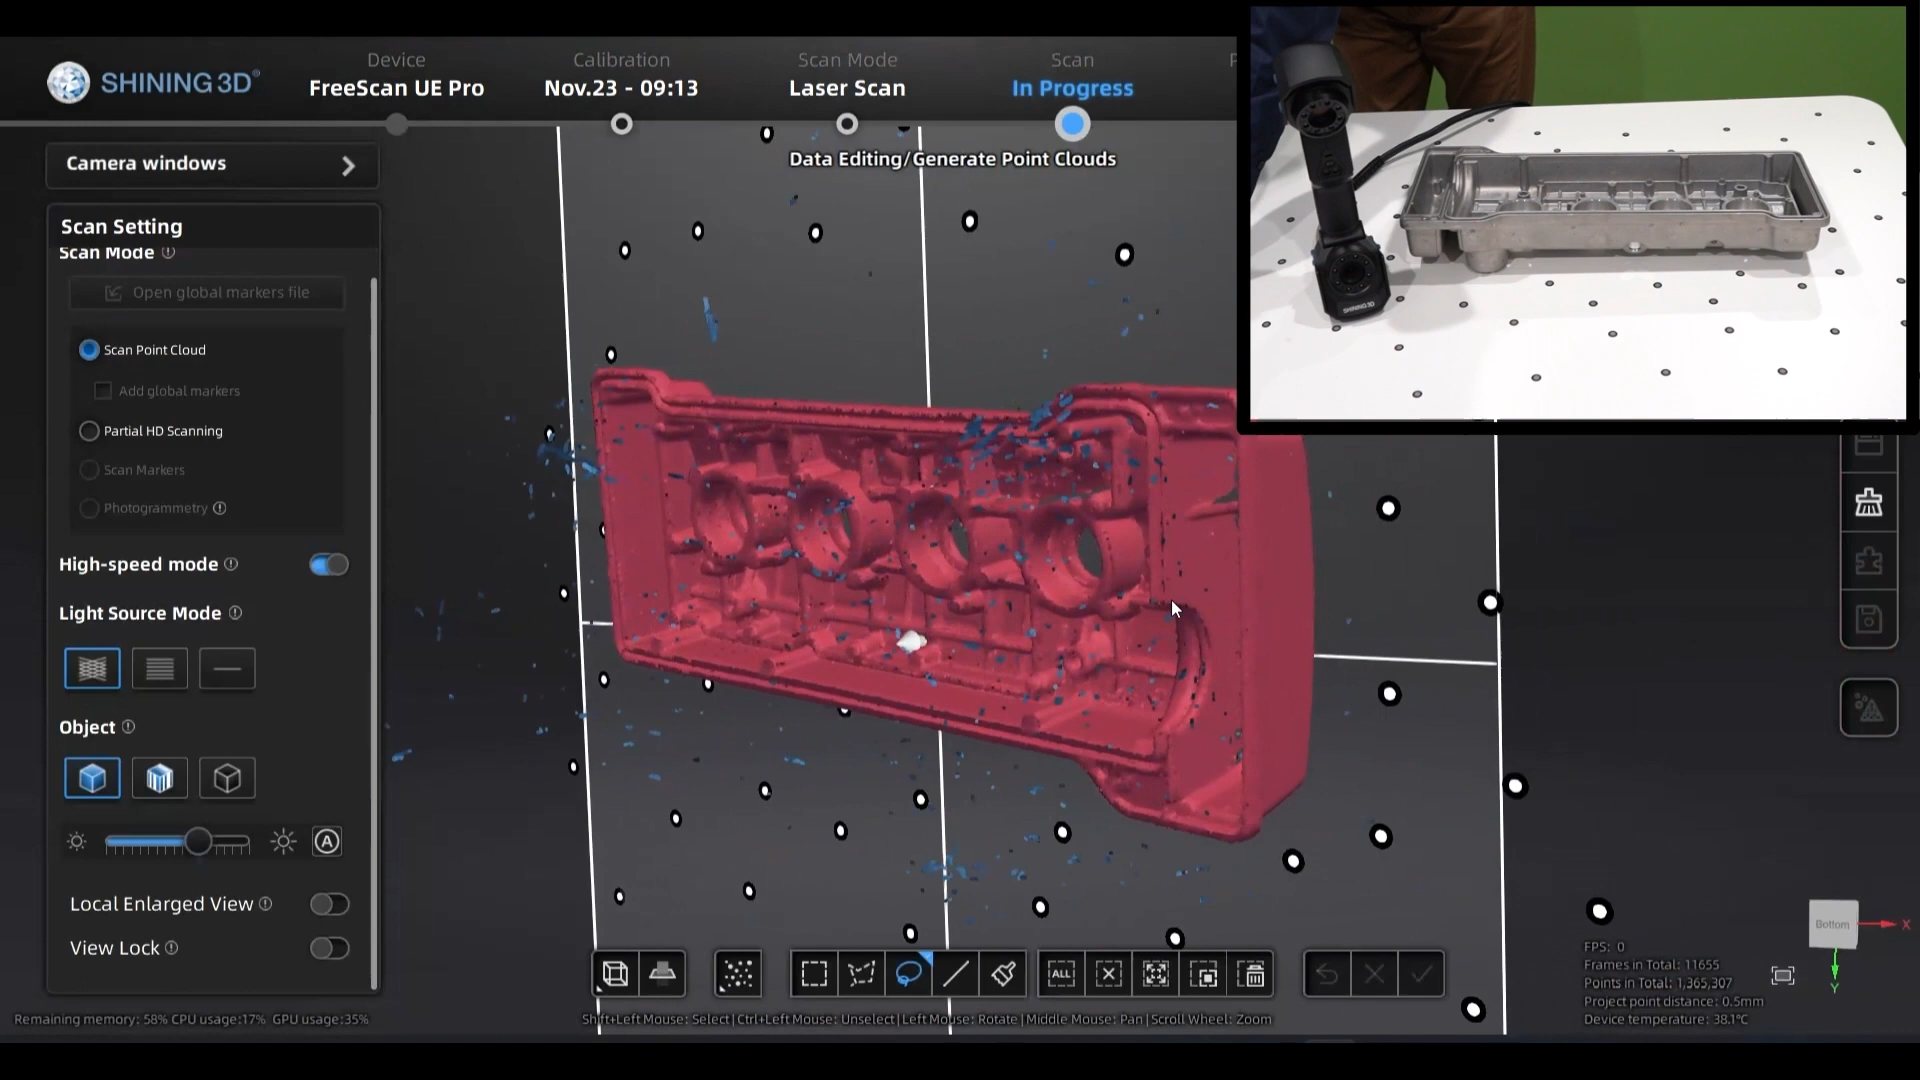 SHINING 3D®
Device
FreeScan UE Pro
Calibration
Nov.23 - 09:13
Scan Mode
Laser Scan
Scan
In Progress
P
Data Editing/Generate Point Clouds
Camera windows
Scan Setting
Scan Mode
Open global markers file
Scan Point Cloud
Add global markers
Partial HD Scanning
Scan Markers
Photogrammetry
High-speed mode
Light Source Mode
Object
A
Local Enlarged View
View Lock
ALL
Remaining memory: 58% CPU usage:17% GPU usage:35%
Shift+Left Mouse: Select|Ctrl+Left Mouse: Unselect|Left Mouse: Rotate|Middle Mouse: Pan|Scroll Wheel: Zoom
FPS: 0
Frames in Total: 11655
Points in Total: 1,365,307
Project point distance: 0.5mm
Device temperature: 38.1°C
Bottom
X
Y
SHINING 3D